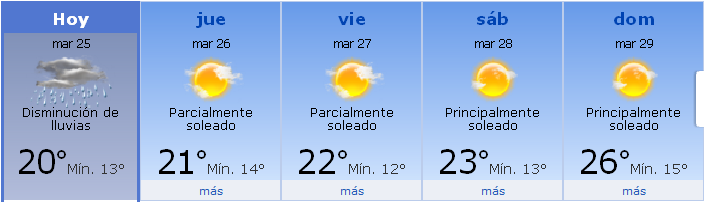 Hoy
mar 25
Disminución de
lluvias
20° Mín. 13°
jue
mar 26
Parcialmente
soleado
21° Mín. 14°
más
vie
mar 27
Parcialmente
soleado
22° Mín. 12°
más
sáb
mar 28
Principalmente
soleado
23° Mín. 13°
más
dom
mar 29
Principalmente
soleado
26° Mín. 15°
más